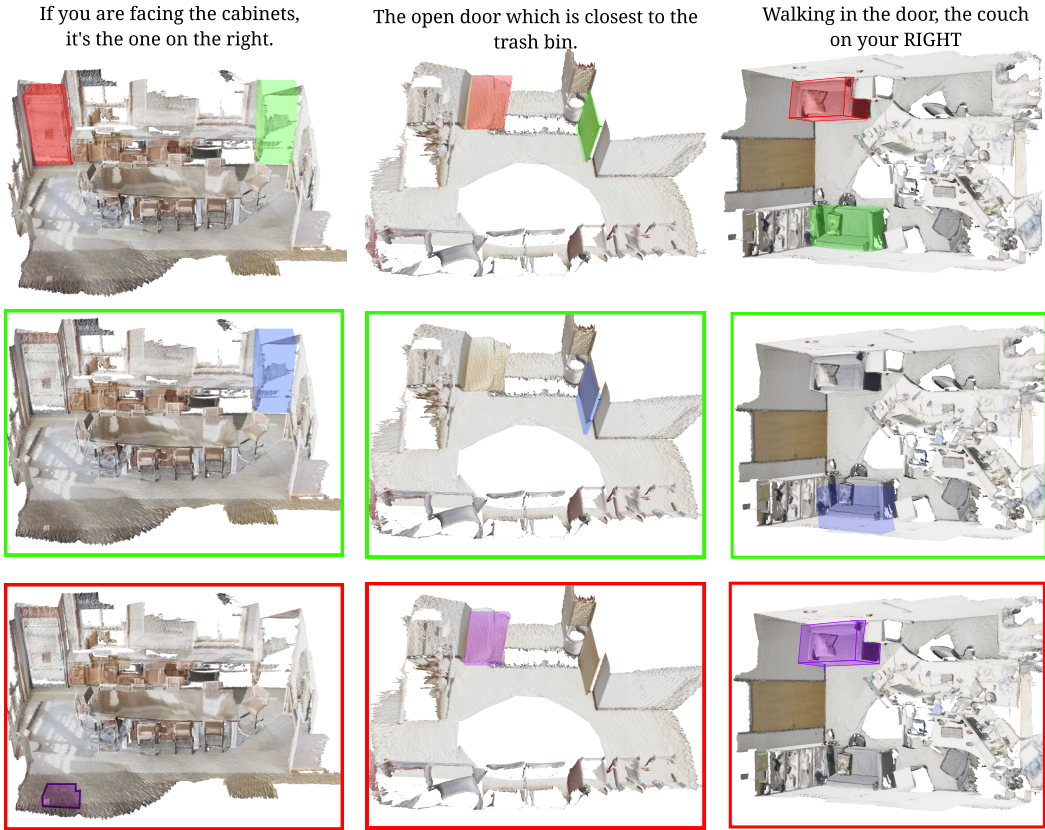 If you are facing the cabinets,
it's the one on the right.
The open door which is closest to the
trash bin.
Walking in the door, the couch
on your RIGHT